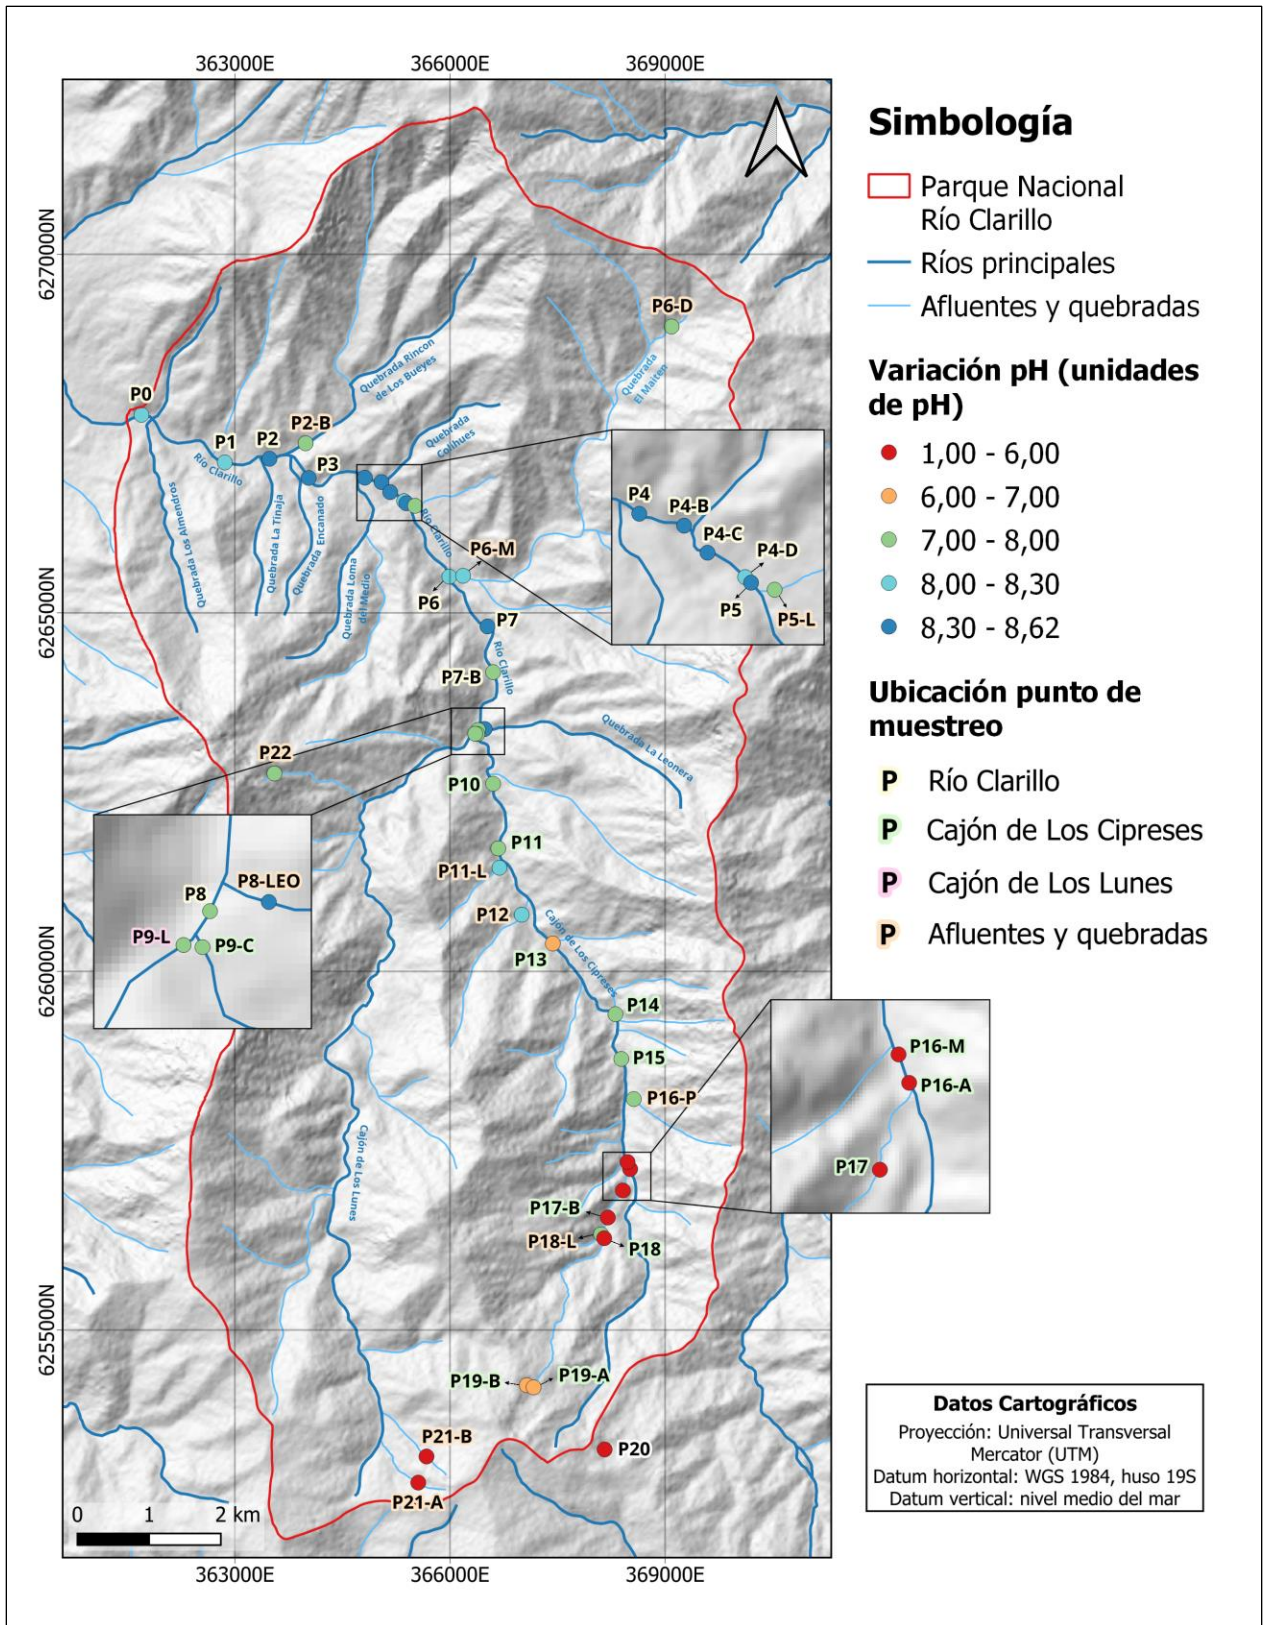 363000E
366000E
369000E
6270000N
6265000N
6260000N
6255000N
P6-D
Quebrada
El Maiten
Quebrada Rincon
de Los Bueyes
P0
P1
P2
P2-B
P3
Río Clarillo
Quebrada
Colihues
Quebrada Los Almendros
Quebrada La Tinaja
Quebrada Encanado
Quebrada Loma
del Medio
Río Clarillo
P6-M
P6
P4
P4-B
P4-C
P4-D
P5
P5-L
P7
Río Clarillo
P7-B
Quebrada La Leonera
P22
P10
P8-LEO
P8
P9-L
P9-C
P11
P11-L
P12
P13
Cajón de Los Cipreses
P14
P15
P16-P
P16-M
P16-A
P17
Cajón de Los Lunes
P17-B
P18-L
P18
P19-B
P19-A
P21-B
P20
P21-A
0 1 2 km
363000E
366000E
369000E
Simbología
Parque Nacional
Río Clarillo
Ríos principales
Afluentes y quebradas
Variación pH (unidades
de pH)
1,00 - 6,00
6,00 - 7,00
7,00 - 8,00
8,00 - 8,30
8,30 - 8,62
Ubicación punto de
muestreo
P Río Clarillo
P Cajón de Los Cipreses
P Cajón de Los Lunes
P Afluentes y quebradas
Datos Cartográficos
Proyección: Universal Transversal
Mercator (UTM)
Datum horizontal: WGS 1984, huso 19S
Datum vertical: nivel medio del mar